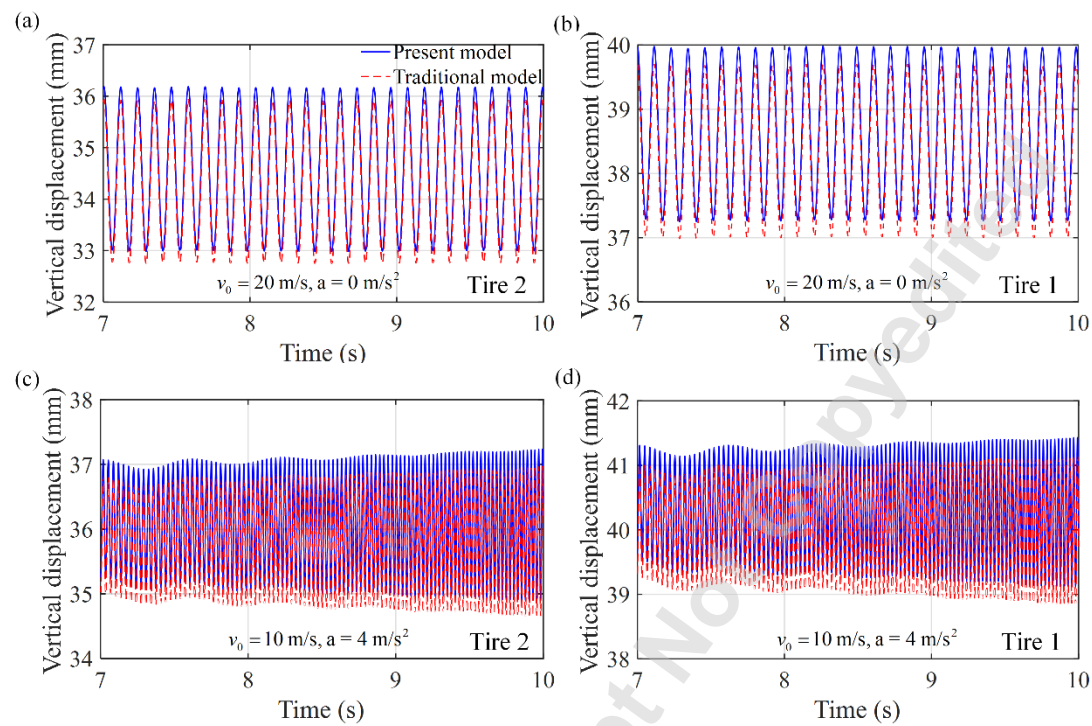 (a)
Vertical displacement (mm)
37
36
35
34
33
32
Present model
Traditional model
v₀ = 20 m/s, a = 0 m/s²
Tire 2
7 8 9 10
Time (s)
(b)
Vertical displacement (mm)
40
39
38
37
36
v₀ = 20 m/s, a = 0 m/s²
Tire 1
7 8 9 10
Time (s)
(c)
Vertical displacement (mm)
38
37
36
35
34
v₀ = 10 m/s, a = 4 m/s²
Tire 2
7 8 9 10
Time (s)
(d)
Vertical displacement (mm)
42
41
40
39
38
v₀ = 10 m/s, a = 4 m/s²
Tire 1
7 8 9 10
Time (s)
ot Not Copyedited